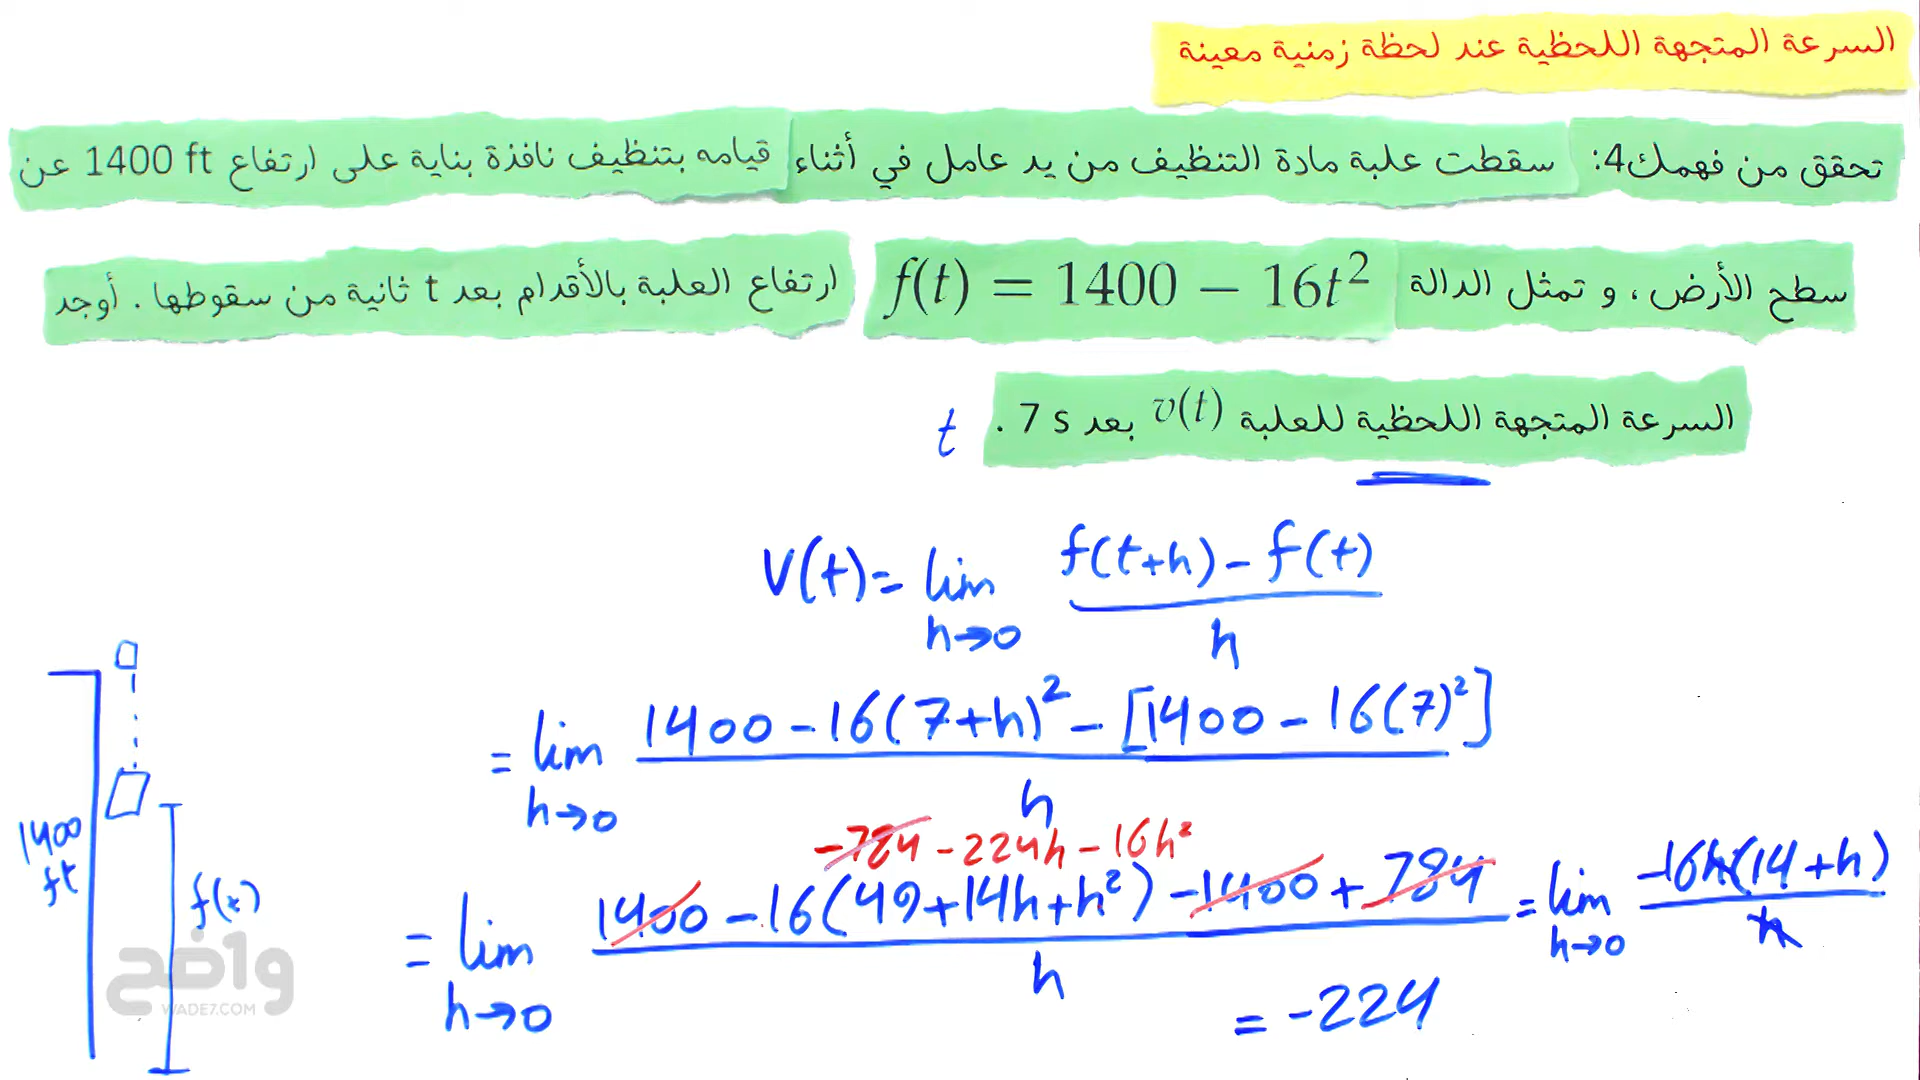 السرعة المتجهة اللحظية عند لحظة زمنية معينة
تحقق من فهمك4: سقطت علبة مادة التنظيف من يد عامل في أثناء قيامه بتنظيف نافذة بناية على ارتفاع 1400 ft عن
سطح الأرض ، و تمثل الدالة f(t) = 1400 − 16t² ارتفاع العلبة بالأقدام بعد t ثانية من سقوطها . أوجد
السرعة المتجهة اللحظية للعلبة v(t) بعد 7 s .
t
V(t) = lim h→0 f(t+h) − f(t) / h
= lim h→0 1400 − 16(7+h)² − [1400 − 16(7)²] / h
−784 − 224h − 16h²
= lim h→0 1400 − 16(49+14h+h²) − 1400 + 784 / h = lim h→0 −16h(14+h) / h
= −224
1400 ft
f(t)
واضح
WADE7.COM